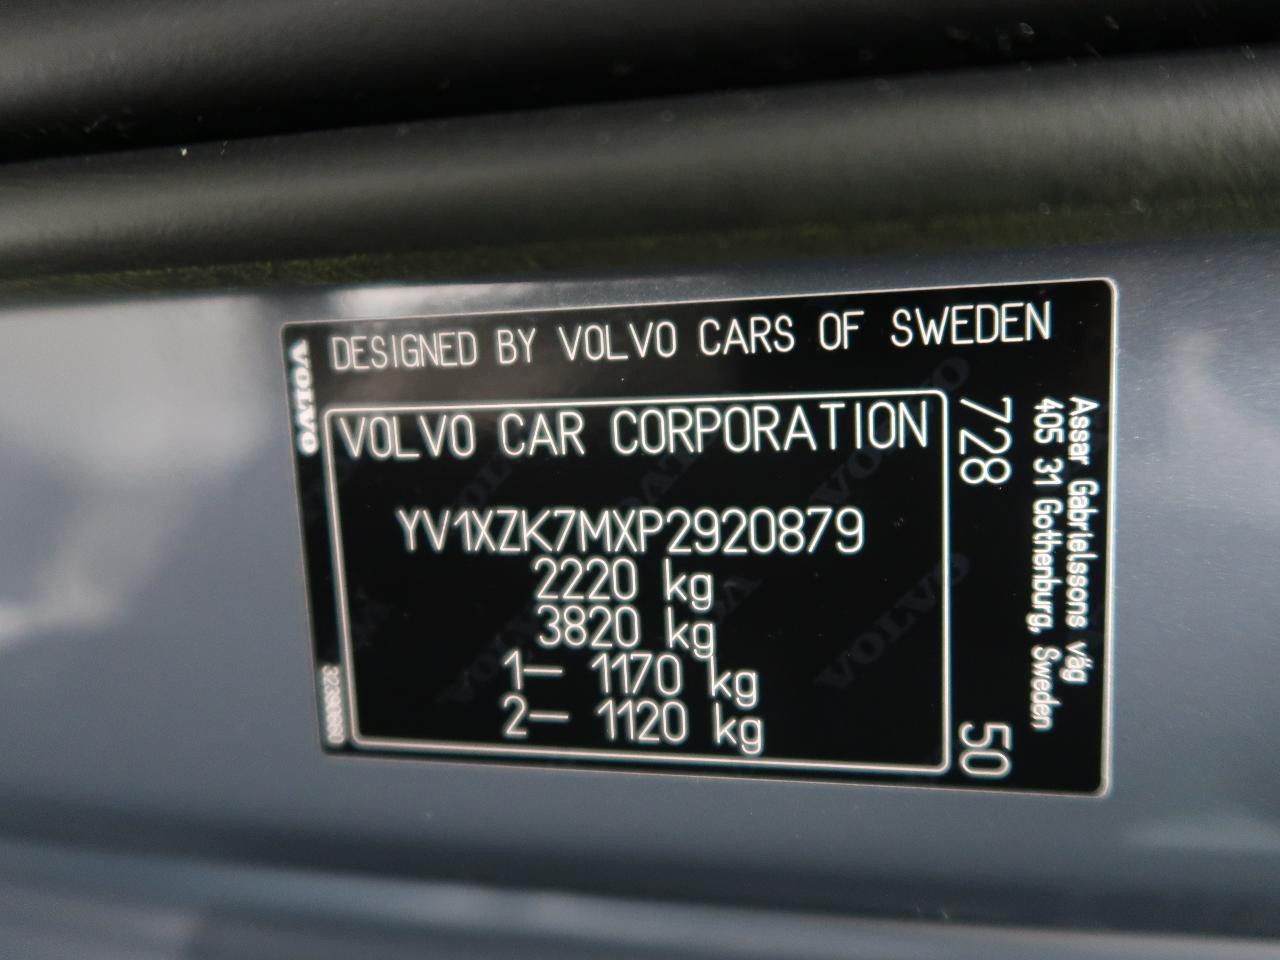 DESIGNED BY VOLVO CARS OF SWEDEN
VOLVO
VOLVO CAR CORPORATION
YV1XZK7MXP2920879
2220 kg
3820 kg
1— 1170 kg
2— 1120 kg
728
50
Assar Gabrielssons väg
405 31 Gothenburg, Sweden